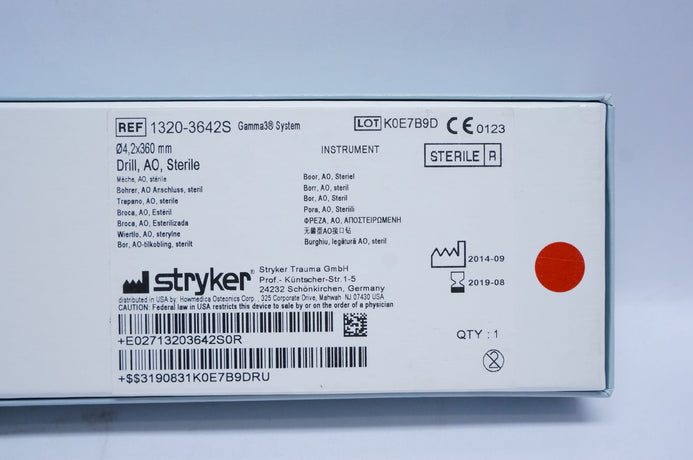 REF 1320-3642S Gamma3® System LOT K0E7B9D CE 0123
Ø4,2x360 mm INSTRUMENT STERILE R
Drill, AO, Sterile
Mèche, AO, stérile
Bohrer, AO Anschluss, steril
Trapano, AO, sterile
Broca, AO, Estéril
Broca, AO, Esterilizada
Wiertło, AO, sterylne
Bor, AO-tilkobling, sterilt
Boor, AO, Steriel
Borr, AO, steril
Bor, AO, Steril
Pora, AO, Steriili
ΦΡΕΖΑ, AO, ΑΠΟΣΤΕΙΡΩΜΕΝΗ
无菌型AO接口钻
Burghiu, legătură AO, steril
2014-09
2019-08
stryker®
Stryker Trauma GmbH
Prof.- Küntscher-Str.1-5
24232 Schönkirchen, Germany
distributed in USA by: Howmedica Osteonics Corp., 325 Corporate Drive, Mahwah NJ 07430 USA
CAUTION: Federal law in USA restricts this device to sale by or on the order of a physician.
+E02713203642S0R
QTY : 1
+$$3190831K0E7B9DRU
2